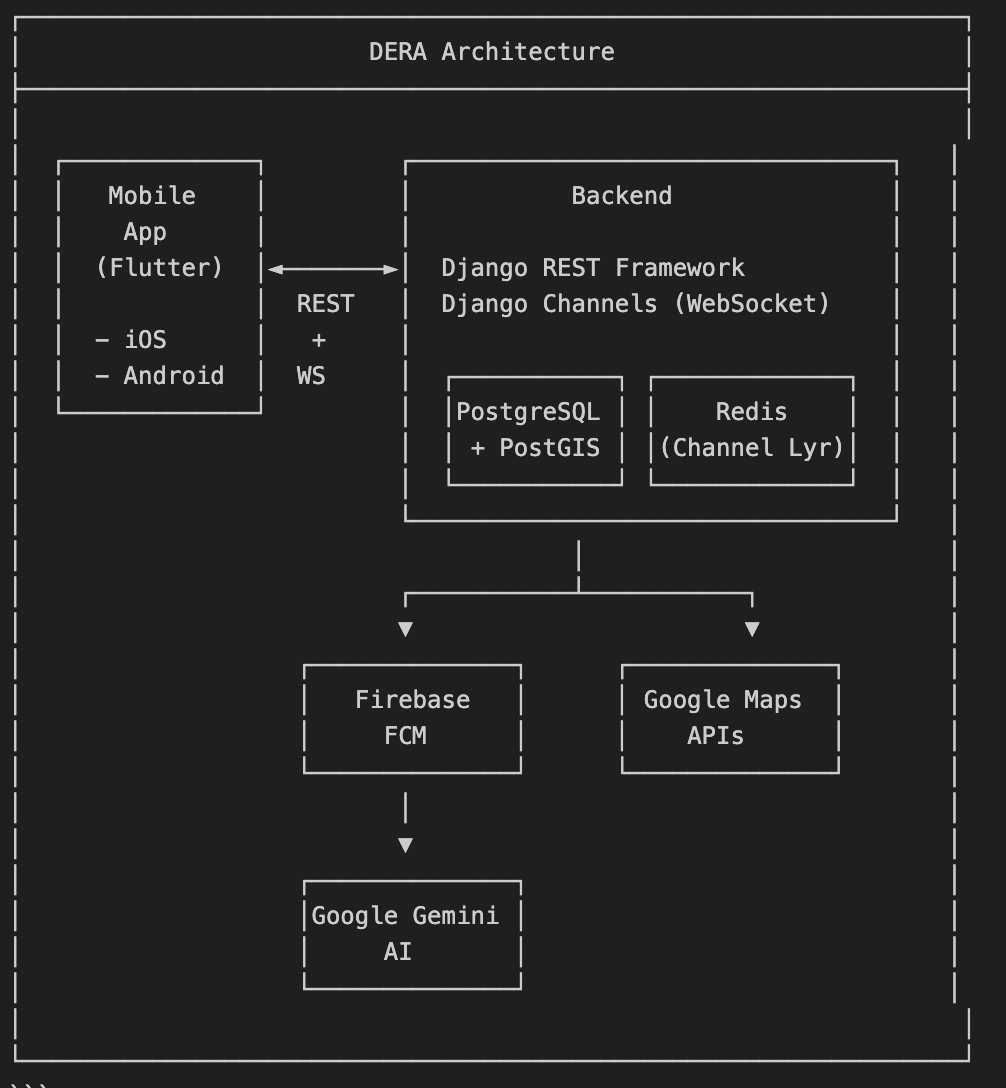 DERA Architecture
Mobile
App
(Flutter)
- iOS
- Android
REST
+
WS
Backend
Django REST Framework
Django Channels (WebSocket)
PostgreSQL
+ PostGIS
Redis
(Channel Lyr)
Firebase
FCM
Google Maps
APIs
Google Gemini
AI
```